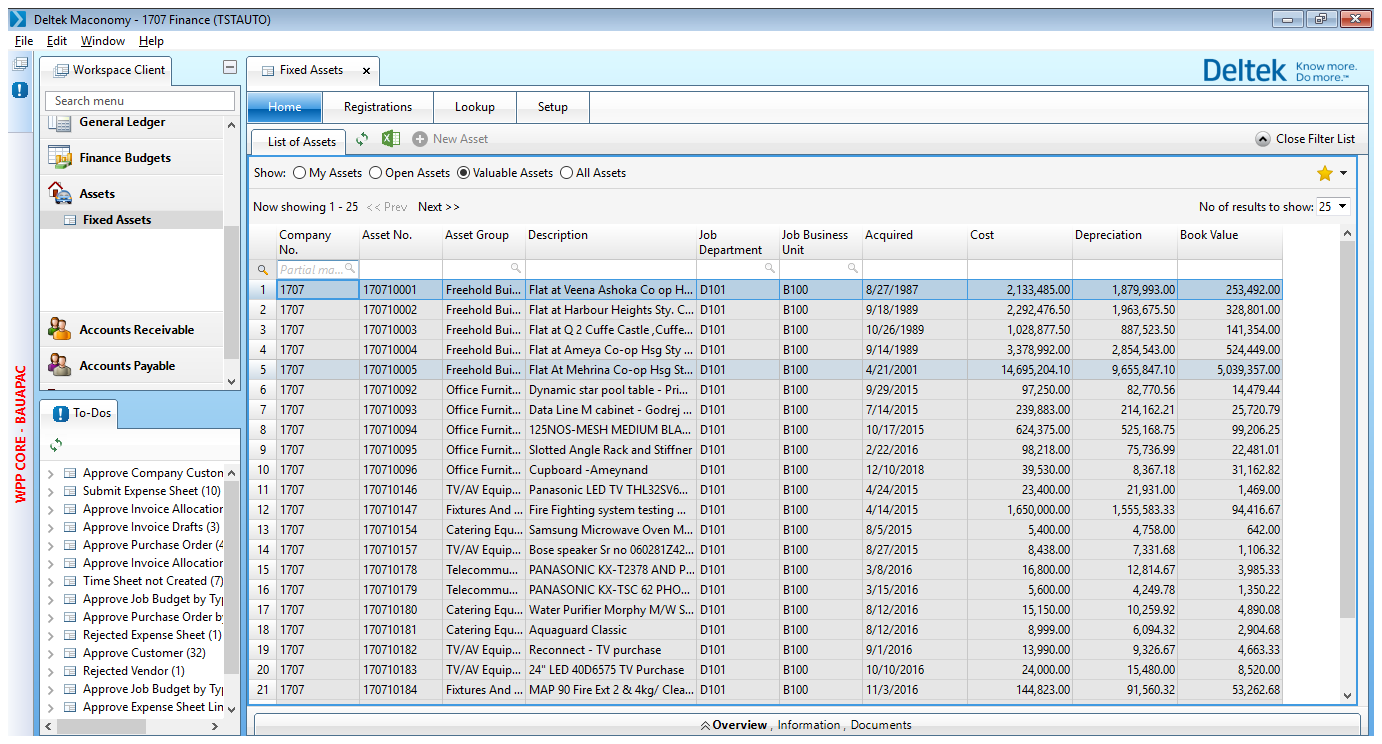 Deltek Maconomy - 1707 Finance (TSTAUTO)
File Edit Window Help
Workspace Client
Search menu
General Ledger
Finance Budgets
Assets
Fixed Assets
Accounts Receivable
Accounts Payable
WPP CORE - BAUAPAC
To-Dos
Approve Company Custon
Submit Expense Sheet (10)
Approve Invoice Allocation
Approve Invoice Drafts (3)
Approve Purchase Order (4
Approve Invoice Allocation
Time Sheet not Created (7)
Approve Job Budget by Typ
Approve Purchase Order by
Rejected Expense Sheet (1)
Approve Customer (32)
Rejected Vendor (1)
Approve Job Budget by Typ
Approve Expense Sheet Lin
Fixed Assets x
Deltek Know more. Do more.™
Home Registrations Lookup Setup
List of Assets New Asset Close Filter List
Show: My Assets Open Assets Valuable Assets All Assets
Now showing 1 - 25 << Prev Next >> No of results to show: 25
Company No. Asset No. Asset Group Description Job Department Job Business Unit Acquired Cost Depreciation Book Value
Partial ma...
1 1707 170710001 Freehold Bui... Flat at Veena Ashoka Co op H... D101 B100 8/27/1987 2,133,485.00 1,879,993.00 253,492.00
2 1707 170710002 Freehold Bui... Flat at Harbour Heights Sty. C... D101 B100 9/18/1989 2,292,476.50 1,963,675.50 328,801.00
3 1707 170710003 Freehold Bui... Flat at Q 2 Cuffe Castle ,Cuffe... D101 B100 10/26/1989 1,028,877.50 887,523.50 141,354.00
4 1707 170710004 Freehold Bui... Flat at Ameya Co-op Hsg Sty ... D101 B100 9/14/1989 3,378,992.00 2,854,543.00 524,449.00
5 1707 170710005 Freehold Bui... Flat At Mehrina Co-op Hsg St... D101 B100 4/21/2001 14,695,204.10 9,655,847.10 5,039,357.00
6 1707 170710092 Office Furnit... Dynamic star pool table - Pri... D101 B100 9/29/2015 97,250.00 82,770.56 14,479.44
7 1707 170710093 Office Furnit... Data Line M cabinet - Godrej ... D101 B100 7/14/2015 239,883.00 214,162.21 25,720.79
8 1707 170710094 Office Furnit... 125NOS-MESH MEDIUM BLA... D101 B100 10/17/2015 624,375.00 525,168.75 99,206.25
9 1707 170710095 Office Furnit... Slotted Angle Rack and Stiffner D101 B100 2/22/2016 98,218.00 75,736.99 22,481.01
10 1707 170710096 Office Furnit... Cupboard -Ameynand D101 B100 12/10/2018 39,530.00 8,367.18 31,162.82
11 1707 170710146 TV/AV Equip... Panasonic LED TV THL32SV6... D101 B100 4/24/2015 23,400.00 21,931.00 1,469.00
12 1707 170710147 Fixtures And ... Fire Fighting system testing ... D101 B100 4/14/2015 1,650,000.00 1,555,583.33 94,416.67
13 1707 170710154 Catering Equ... Samsung Microwave Oven M... D101 B100 8/5/2015 5,400.00 4,758.00 642.00
14 1707 170710157 TV/AV Equip... Bose speaker Sr no 060281Z42... D101 B100 8/27/2015 8,438.00 7,331.68 1,106.32
15 1707 170710178 Telecommu... PANASONIC KX-T2378 AND P... D101 B100 3/8/2016 16,800.00 12,814.67 3,985.33
16 1707 170710179 Telecommu... PANASONIC KX-TSC 62 PHO... D101 B100 3/15/2016 5,600.00 4,249.78 1,350.22
17 1707 170710180 Catering Equ... Water Purifier Morphy M/W S... D101 B100 8/12/2016 15,150.00 10,259.92 4,890.08
18 1707 170710181 Catering Equ... Aquaguard Classic D101 B100 8/12/2016 8,999.00 6,094.32 2,904.68
19 1707 170710182 TV/AV Equip... Reconnect - TV purchase D101 B100 9/1/2016 13,990.00 9,326.67 4,663.33
20 1707 170710183 TV/AV Equip... 24" LED 40D6575 TV Purchase D101 B100 10/10/2016 24,000.00 15,480.00 8,520.00
21 1707 170710184 Fixtures And ... MAP 90 Fire Ext 2 & 4kg/ Clea... D101 B100 11/3/2016 144,823.00 91,560.32 53,262.68
Overview , Information , Documents